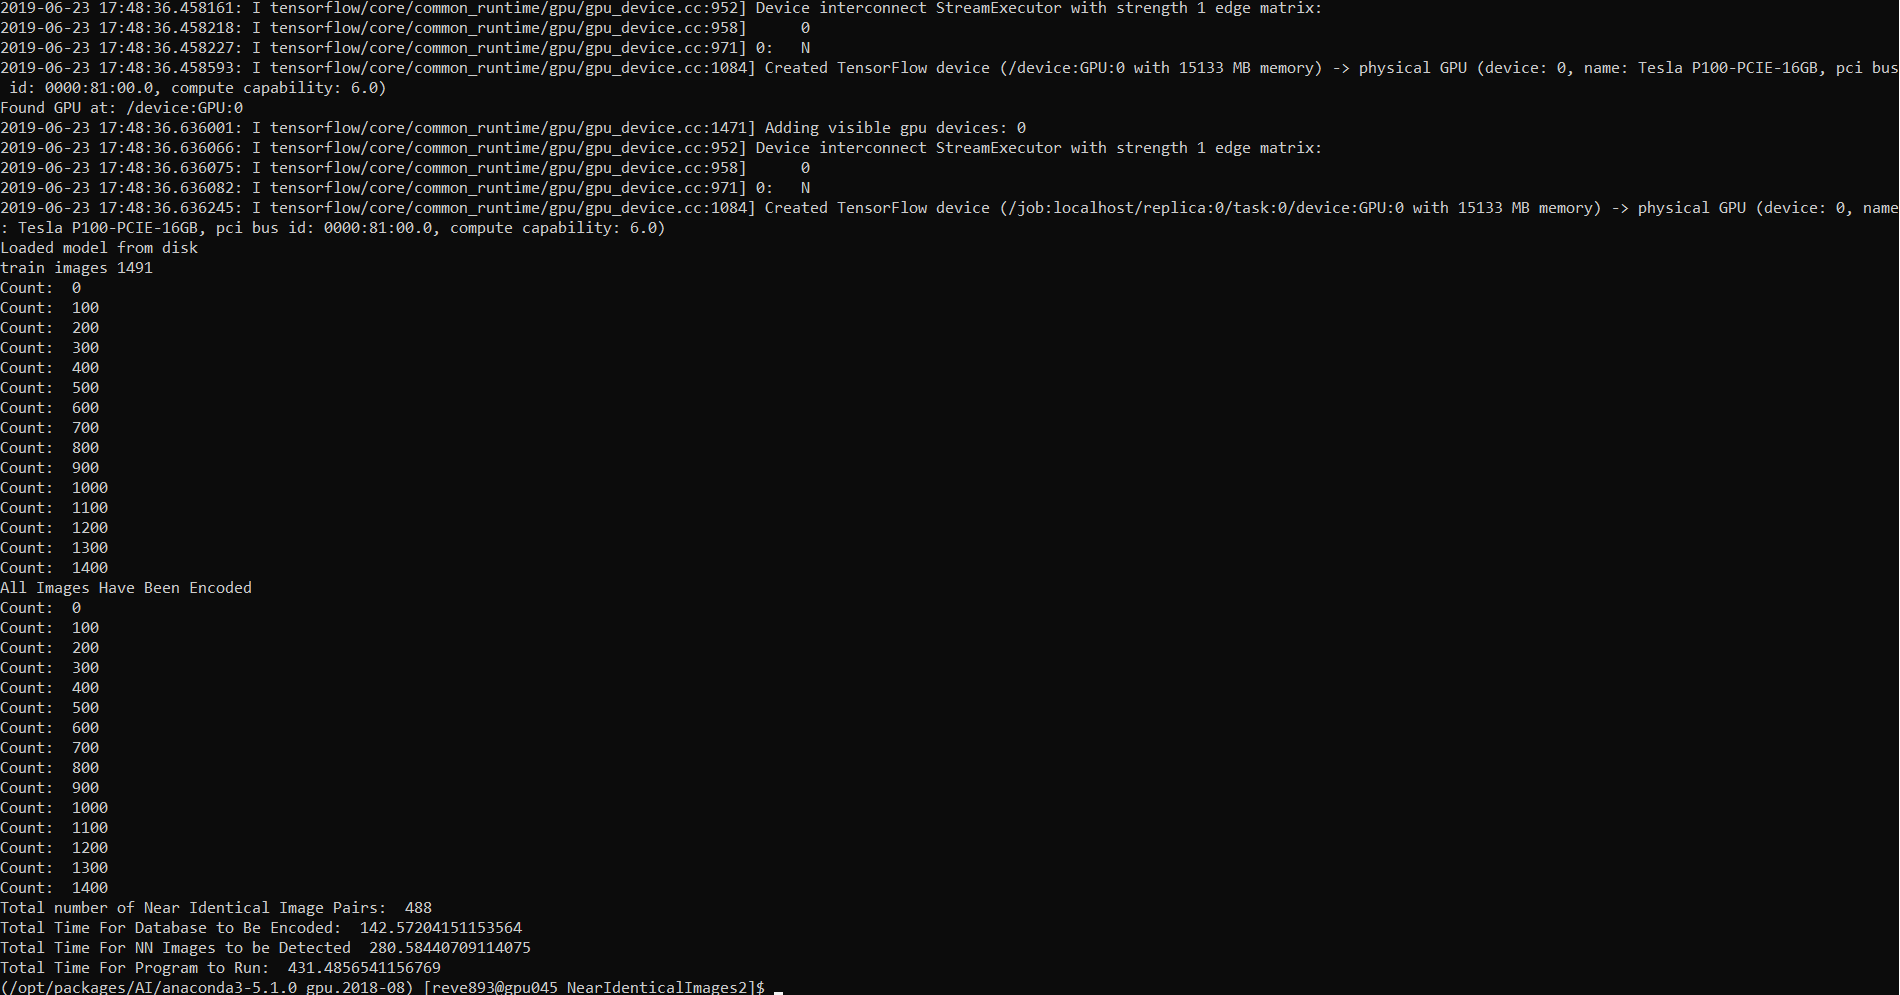 2019-06-23 17:48:36.458161: I tensorflow/core/common_runtime/gpu/gpu_device.cc:952] Device interconnect StreamExecutor with strength 1 edge matrix:
2019-06-23 17:48:36.458218: I tensorflow/core/common_runtime/gpu/gpu_device.cc:958]      0
2019-06-23 17:48:36.458227: I tensorflow/core/common_runtime/gpu/gpu_device.cc:971] 0:   N
2019-06-23 17:48:36.458593: I tensorflow/core/common_runtime/gpu/gpu_device.cc:1084] Created TensorFlow device (/device:GPU:0 with 15133 MB memory) -> physical GPU (device: 0, name: Tesla P100-PCIE-16GB, pci bus
 id: 0000:81:00.0, compute capability: 6.0)
Found GPU at: /device:GPU:0
2019-06-23 17:48:36.636001: I tensorflow/core/common_runtime/gpu/gpu_device.cc:1471] Adding visible gpu devices: 0
2019-06-23 17:48:36.636066: I tensorflow/core/common_runtime/gpu/gpu_device.cc:952] Device interconnect StreamExecutor with strength 1 edge matrix:
2019-06-23 17:48:36.636075: I tensorflow/core/common_runtime/gpu/gpu_device.cc:958]      0
2019-06-23 17:48:36.636082: I tensorflow/core/common_runtime/gpu/gpu_device.cc:971] 0:   N
2019-06-23 17:48:36.636245: I tensorflow/core/common_runtime/gpu/gpu_device.cc:1084] Created TensorFlow device (/job:localhost/replica:0/task:0/device:GPU:0 with 15133 MB memory) -> physical GPU (device: 0, name
: Tesla P100-PCIE-16GB, pci bus id: 0000:81:00.0, compute capability: 6.0)
Loaded model from disk
train images 1491
Count:  0
Count:  100
Count:  200
Count:  300
Count:  400
Count:  500
Count:  600
Count:  700
Count:  800
Count:  900
Count:  1000
Count:  1100
Count:  1200
Count:  1300
Count:  1400
All Images Have Been Encoded
Count:  0
Count:  100
Count:  200
Count:  300
Count:  400
Count:  500
Count:  600
Count:  700
Count:  800
Count:  900
Count:  1000
Count:  1100
Count:  1200
Count:  1300
Count:  1400
Total number of Near Identical Image Pairs:  488
Total Time For Database to Be Encoded:  142.57204151153564
Total Time For NN Images to be Detected  280.58440709114075
Total Time For Program to Run:  431.4856541156769
(/opt/packages/AI/anaconda3-5.1.0_gpu.2018-08) [reve893@gpu045 NearIdenticalImages2]$